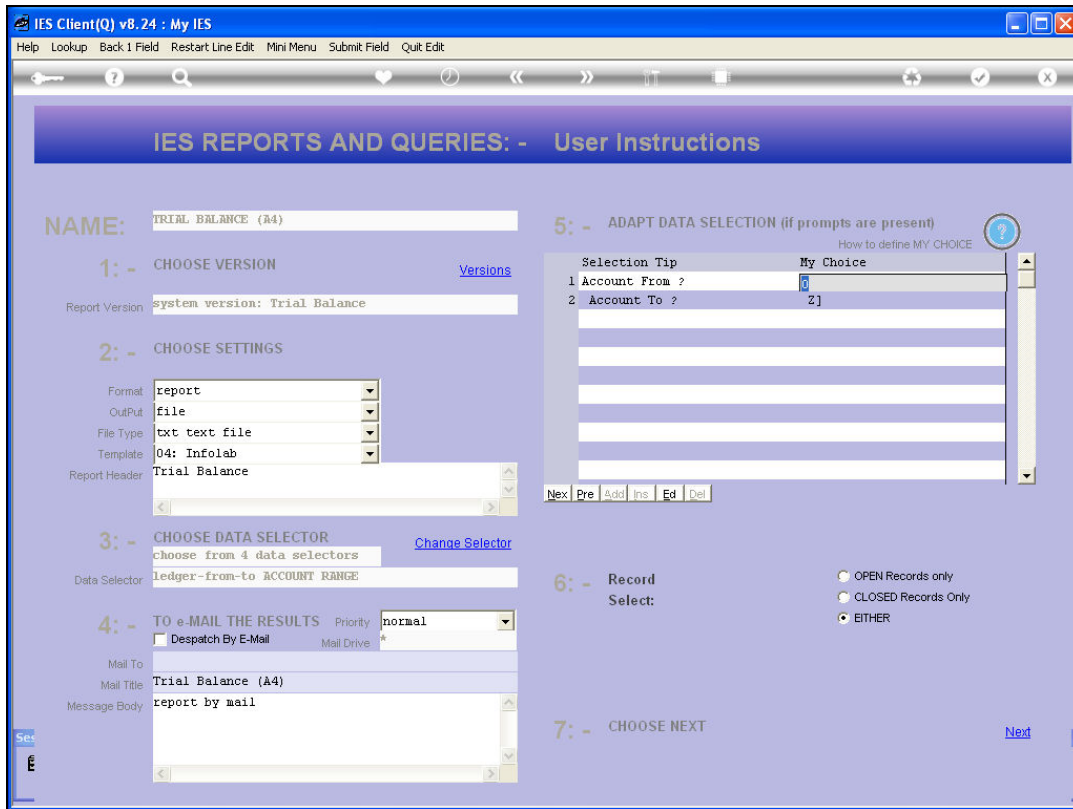 IES Client(Q) v8.24 : My IES
Help Lookup Back 1 Field Restart Line Edit Mini Menu Submit Field Quit Edit
IES REPORTS AND QUERIES: - User Instructions
NAME: TRIAL BALANCE (A4)
1: - CHOOSE VERSION Versions
Report Version system version: Trial Balance
2: - CHOOSE SETTINGS
Format report
OutPut file
File Type txt text file
Template 04: Infolab
Report Header Trial Balance
3: - CHOOSE DATA SELECTOR Change Selector
choose from 4 data selectors
Data Selector ledger-from-to ACCOUNT RANGE
4: - TO e-MAIL THE RESULTS Priority normal
Despatch By E-Mail Mail Drive *
Mail To
Mail Title Trial Balance (A4)
Message Body report by mail
5: - ADAPT DATA SELECTION (if prompts are present)
How to define MY CHOICE ?
Selection Tip My Choice
1 Account From ? 0
2 Account To ? Z]
Nex Pre Add Ins Ed Del
6: - Record Select:
OPEN Records only
CLOSED Records Only
EITHER
7: - CHOOSE NEXT Next